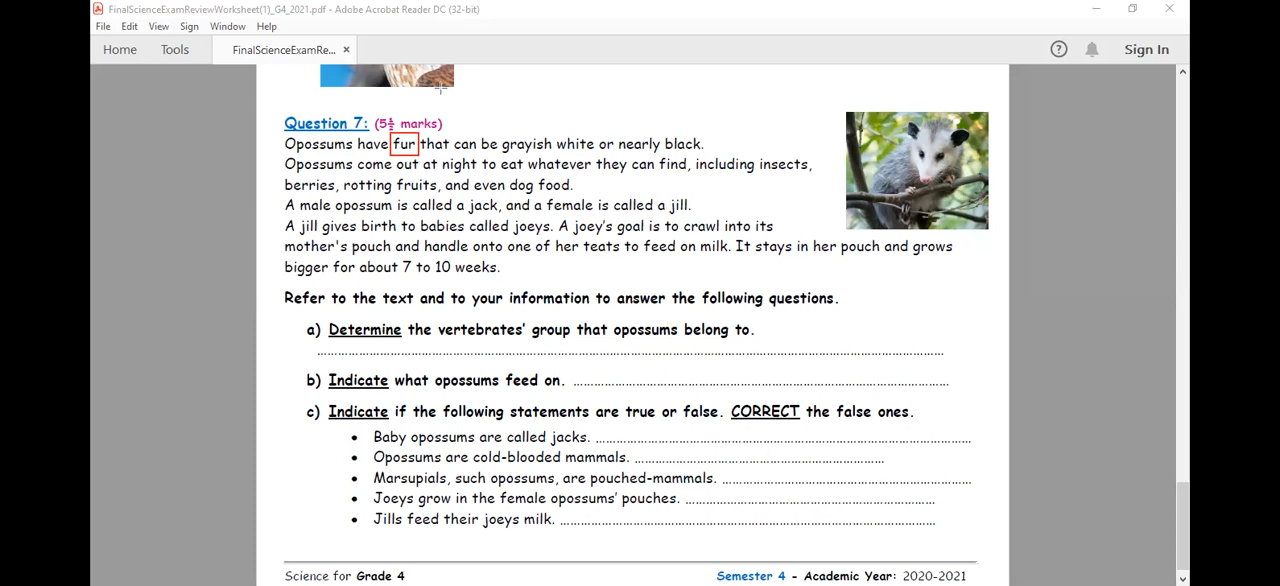 FinalScienceExamReviewWorksheet(1)_G4_2021.pdf - Adobe Acrobat Reader DC (32-bit)
File Edit View Sign Window Help
Home Tools FinalScienceExamRe... × Sign In
Question 7: (5½ marks)
Opossums have fur that can be grayish white or nearly black.
Opossums come out at night to eat whatever they can find, including insects,
berries, rotting fruits, and even dog food.
A male opossum is called a jack, and a female is called a jill.
A jill gives birth to babies called joeys. A joey's goal is to crawl into its
mother's pouch and handle onto one of her teats to feed on milk. It stays in her pouch and grows
bigger for about 7 to 10 weeks.
Refer to the text and to your information to answer the following questions.
a) Determine the vertebrates' group that opossums belong to.
b) Indicate what opossums feed on.
c) Indicate if the following statements are true or false. CORRECT the false ones.
• Baby opossums are called jacks.
• Opossums are cold-blooded mammals.
• Marsupials, such opossums, are pouched-mammals.
• Joeys grow in the female opossums' pouches.
• Jills feed their joeys milk.
Science for Grade 4 Semester 4 - Academic Year: 2020-2021